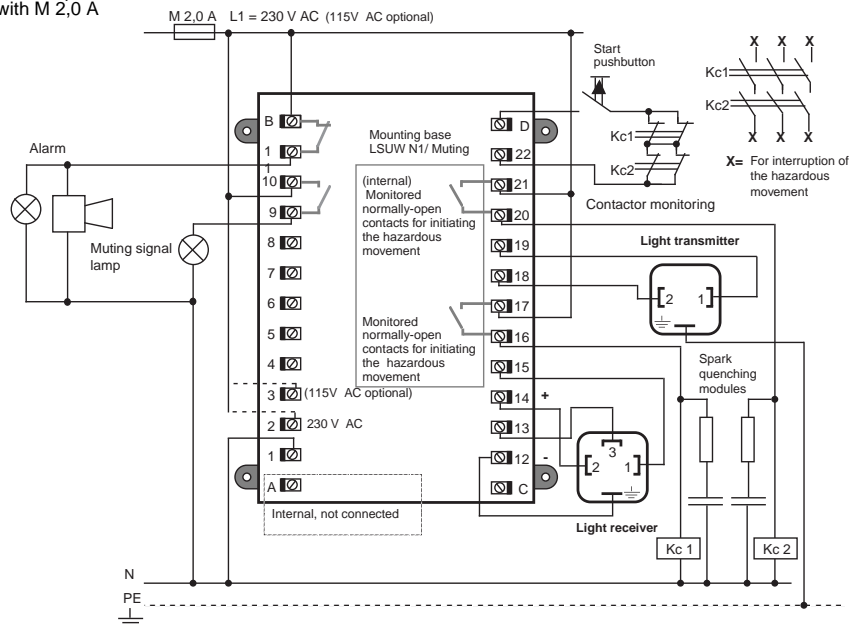 with M 2,0 A
M 2,0 A
L1 = 230 V AC (115V AC optional)
Start
pushbutton
X X X
Kc1
Kc2
X X X
X= For interruption of
the hazardous
movement
Kc1
Kc2
Contactor monitoring
Alarm
Muting signal
lamp
B
1
1
10
9
8
7
6
5
4
3 (115V AC optional)
2 230 V AC
1
A
Internal, not connected
Mounting base
LSUW N1/ Muting
(internal)
Monitored
normally-open
contacts for initiating
the hazardous
movement
Monitored
normally-open
contacts for initiating
the hazardous
movement
D
22
21
20
19
18
17
16
15
14 +
13
12 -
C
Light transmitter
2 1
Spark
quenching
modules
3
2 1
Light receiver
Kc 1
Kc 2
N
PE